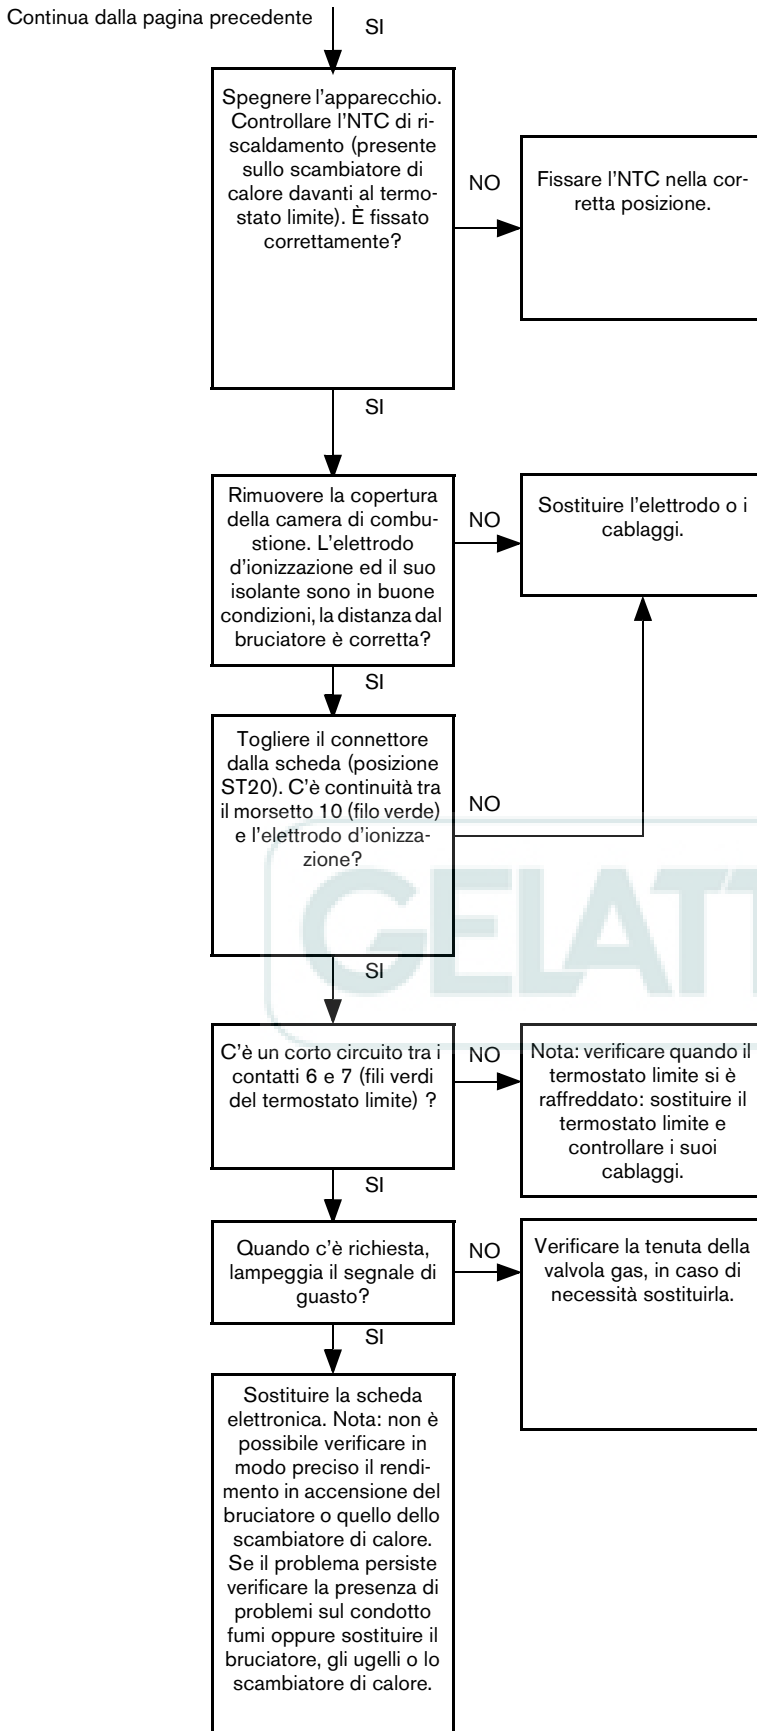 Continua dalla pagina precedente
SI
Spegnere l'apparecchio.
Controllare l'NTC di ri-
scaldamento (presente
sullo scambiatore di
calore davanti al termo-
stato limite). È fissato
correttamente?
NO
Fissare l'NTC nella cor-
retta posizione.
SI
Rimuovere la copertura
della camera di combu-
stione. L'elettrodo
d'ionizzazione ed il suo
isolante sono in buone
condizioni, la distanza dal
bruciatore è corretta?
NO
Sostituire l'elettrodo o i
cablaggi.
SI
Togliere il connettore
dalla scheda (posizione
ST20). C'è continuità tra
il morsetto 10 (filo verde)
e l'elettrodo d'ionizza-
zione?
NO
GELATT
SI
C'è un corto circuito tra i
contatti 6 e 7 (fili verdi
del termostato limite) ?
NO
Nota: verificare quando il
termostato limite si è
raffreddato: sostituire il
termostato limite e
controllare i suoi
cablaggi.
SI
Quando c'è richiesta,
lampeggia il segnale di
guasto?
NO
Verificare la tenuta della
valvola gas, in caso di
necessità sostituirla.
SI
Sostituire la scheda
elettronica. Nota: non è
possibile verificare in
modo preciso il rendi-
mento in accensione del
bruciatore o quello dello
scambiatore di calore.
Se il problema persiste
verificare la presenza di
problemi sul condotto
fumi oppure sostituire il
bruciatore, gli ugelli o lo
scambiatore di calore.